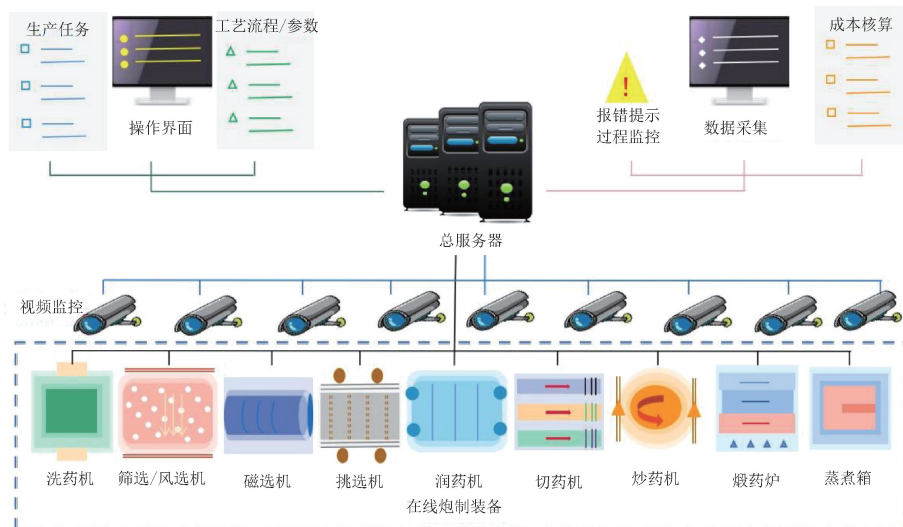 生产任务
工艺流程/参数
成本核算
操作界面
报错提示
过程监控
数据采集
!
总服务器
视频监控
洗药机
筛选/风选机
磁选机
挑选机
润药机
切药机
炒药机
煅药炉
蒸煮箱
在线炮制装备